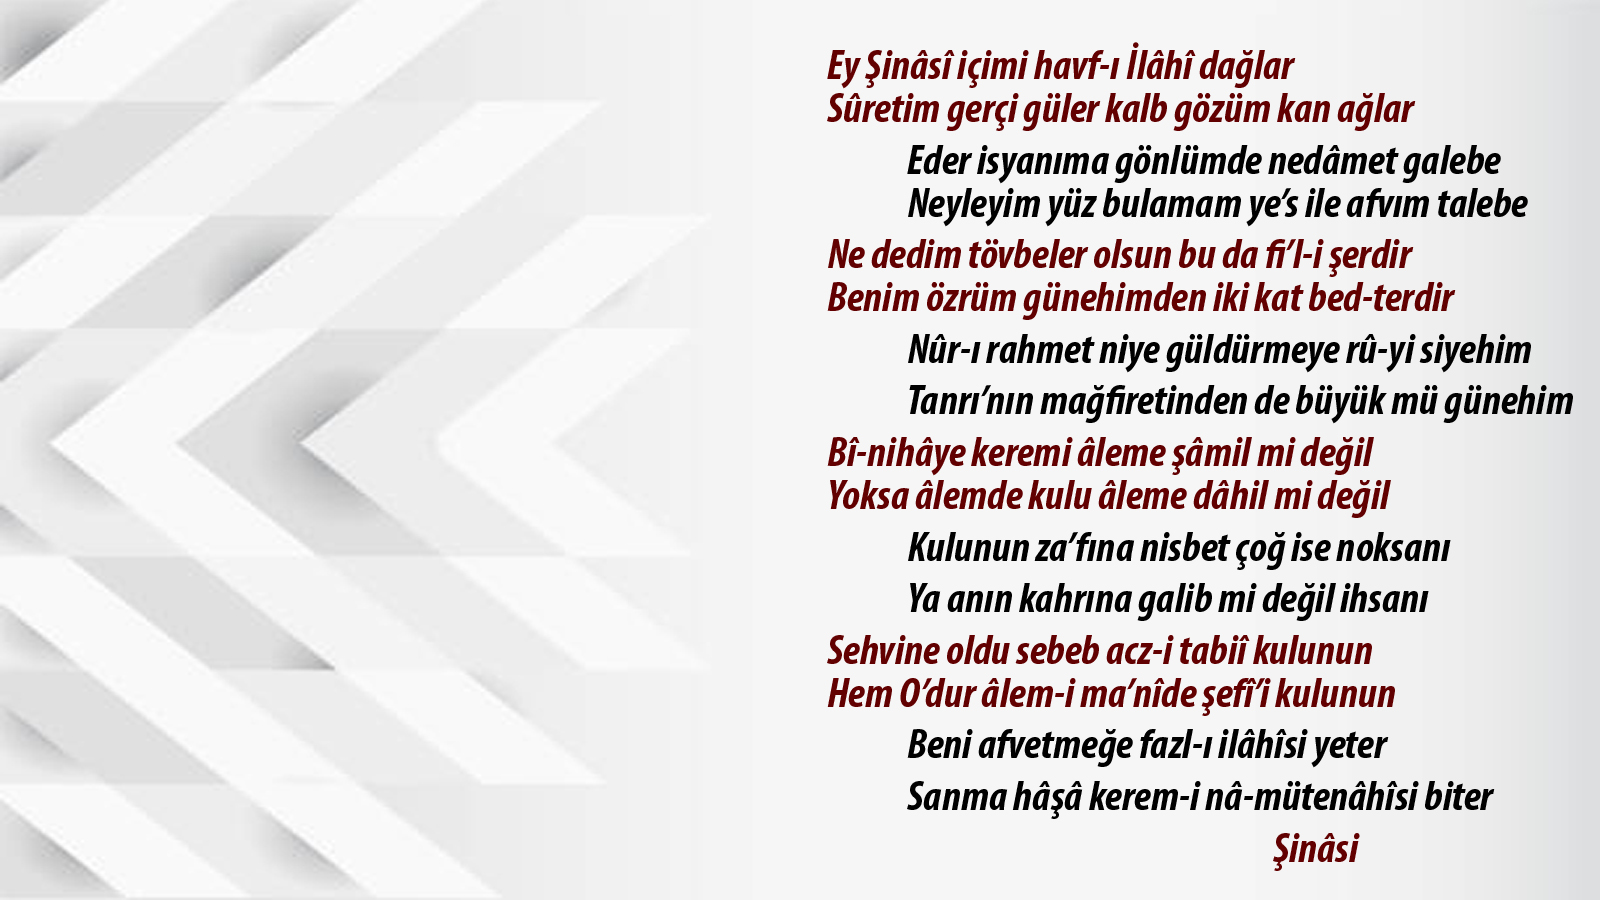 Ey Şinâsî içimi havf-ı İlâhî dağlar
Sûretim gerçi güler kalb gözüm kan ağlar
Eder isyanıma gönlümde nedâmet galebe
Neyleyim yüz bulamam ye’s ile afvım talebe
Ne dedim tövbeler olsun bu da fi’l-i şerdir
Benim özrüm günehimden iki kat bed-terdir
Nûr-ı rahmet niye güldürmeye rû-yi siyehim
Tanrı’nın mağfiretinden de büyük mü günehim
Bî-nihâye keremi âleme şâmil mi değil
Yoksa âlemde kulu âleme dâhil mi değil
Kulunun za’fına nisbet çoğ ise noksanı
Ya anın kahrına galib mi değil ihsanı
Sehvine oldu sebeb acz-i tabiî kulunun
Hem O’dur âlem-i ma’nîde şefî’i kulunun
Beni afvetmeğe fazl-ı ilâhîsi yeter
Sanma hâşâ kerem-i nâ-mütenâhîsi biter
Şinâsi